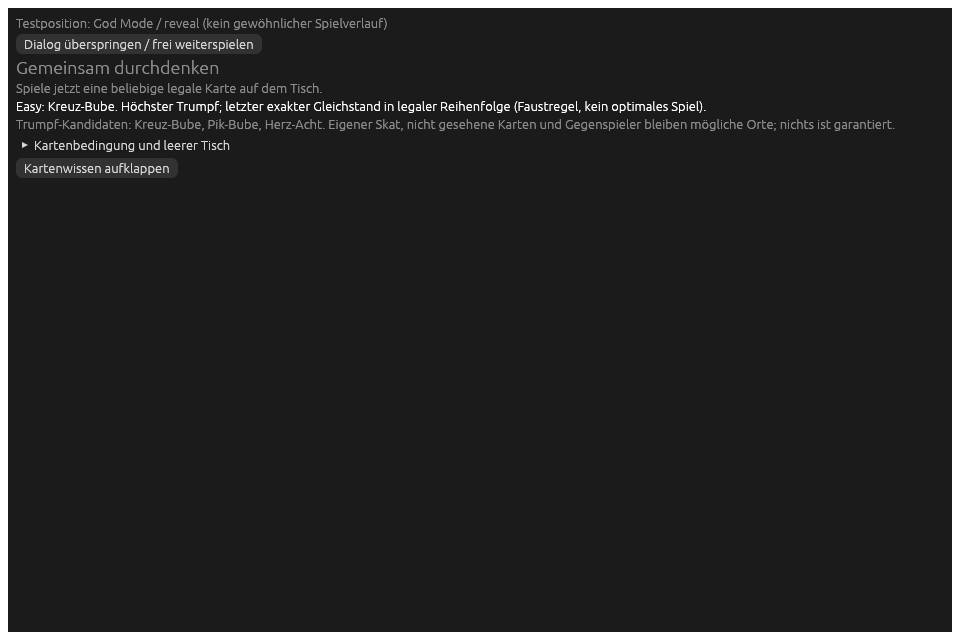 Testposition: God Mode / reveal (kein gewöhnlicher Spielverlauf)
Dialog überspringen / frei weiterspielen
Gemeinsam durchdenken
Spiele jetzt eine beliebige legale Karte auf dem Tisch.
Easy: Kreuz-Bube. Höchster Trumpf; letzter exakter Gleichstand in legaler Reihenfolge (Faustregel, kein optimales Spiel).
Trumpf-Kandidaten: Kreuz-Bube, Pik-Bube, Herz-Acht. Eigener Skat, nicht gesehene Karten und Gegenspieler bleiben mögliche Orte; nichts ist garantiert.
Kartenbedingung und leerer Tisch
Kartenwissen aufklappen